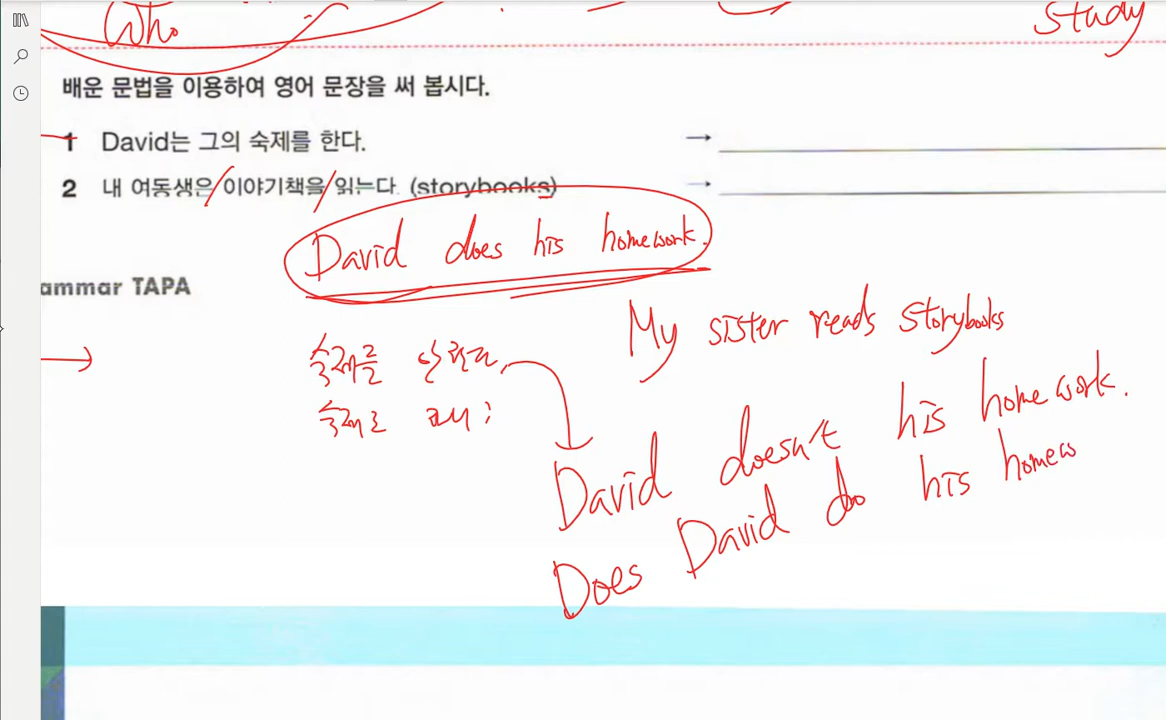 Who
Study
배운 문법을 이용하여 영어 문장을 써 봅시다.
1 David는 그의 숙제를 한다. →
2 내 여동생은/이야기책을/읽는다. (storybooks) →
David does his homework.
ammar TAPA
My sister reads storybooks
숙제를 안한다,
숙제를 하니?
David doesn't his homework.
Does David do his homew